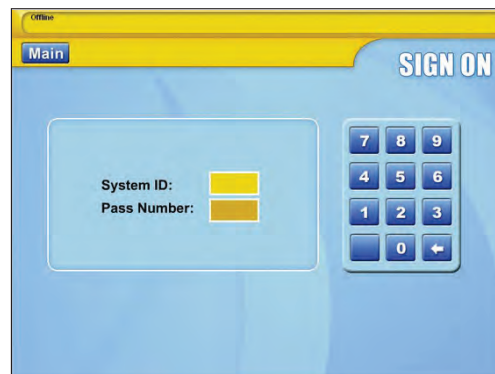 Offline
Main
SIGN ON
7 8 9
System ID:
4 5 6
Pass Number:
1 2 3
0